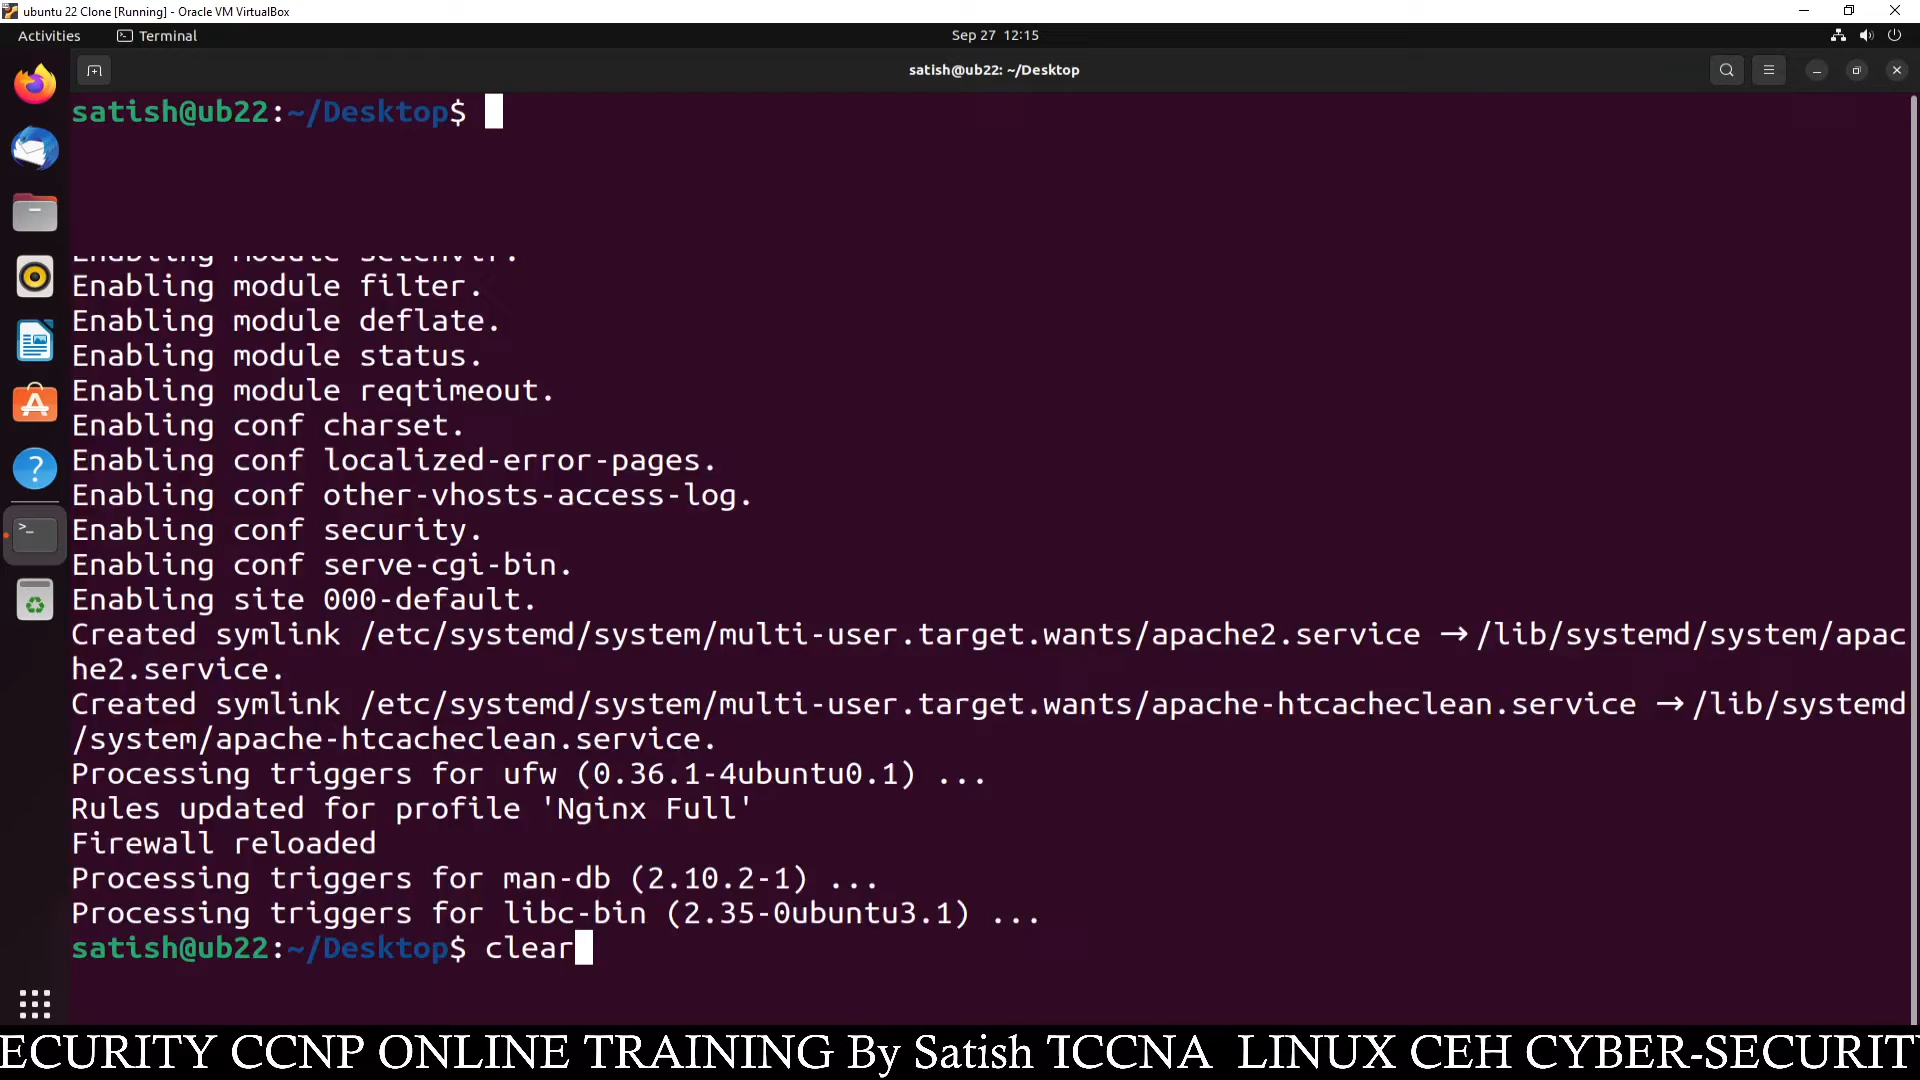 ubuntu 22 Clone [Running] - Oracle VM VirtualBox
Activities Terminal Sep 27 12:15
satish@ub22: ~/Desktop
satish@ub22:~/Desktop$
Enabling module setenvif.
Enabling module filter.
Enabling module deflate.
Enabling module status.
Enabling module reqtimeout.
Enabling conf charset.
Enabling conf localized-error-pages.
Enabling conf other-vhosts-access-log.
Enabling conf security.
Enabling conf serve-cgi-bin.
Enabling site 000-default.
Created symlink /etc/systemd/system/multi-user.target.wants/apache2.service → /lib/systemd/system/apac
he2.service.
Created symlink /etc/systemd/system/multi-user.target.wants/apache-htcacheclean.service → /lib/systemd
/system/apache-htcacheclean.service.
Processing triggers for ufw (0.36.1-4ubuntu0.1) ...
Rules updated for profile 'Nginx Full'
Firewall reloaded
Processing triggers for man-db (2.10.2-1) ...
Processing triggers for libc-bin (2.35-0ubuntu3.1) ...
satish@ub22:~/Desktop$ clear
ECURITY CCNP ONLINE TRAINING By Satish TCCNA LINUX CEH CYBER-SECURIT